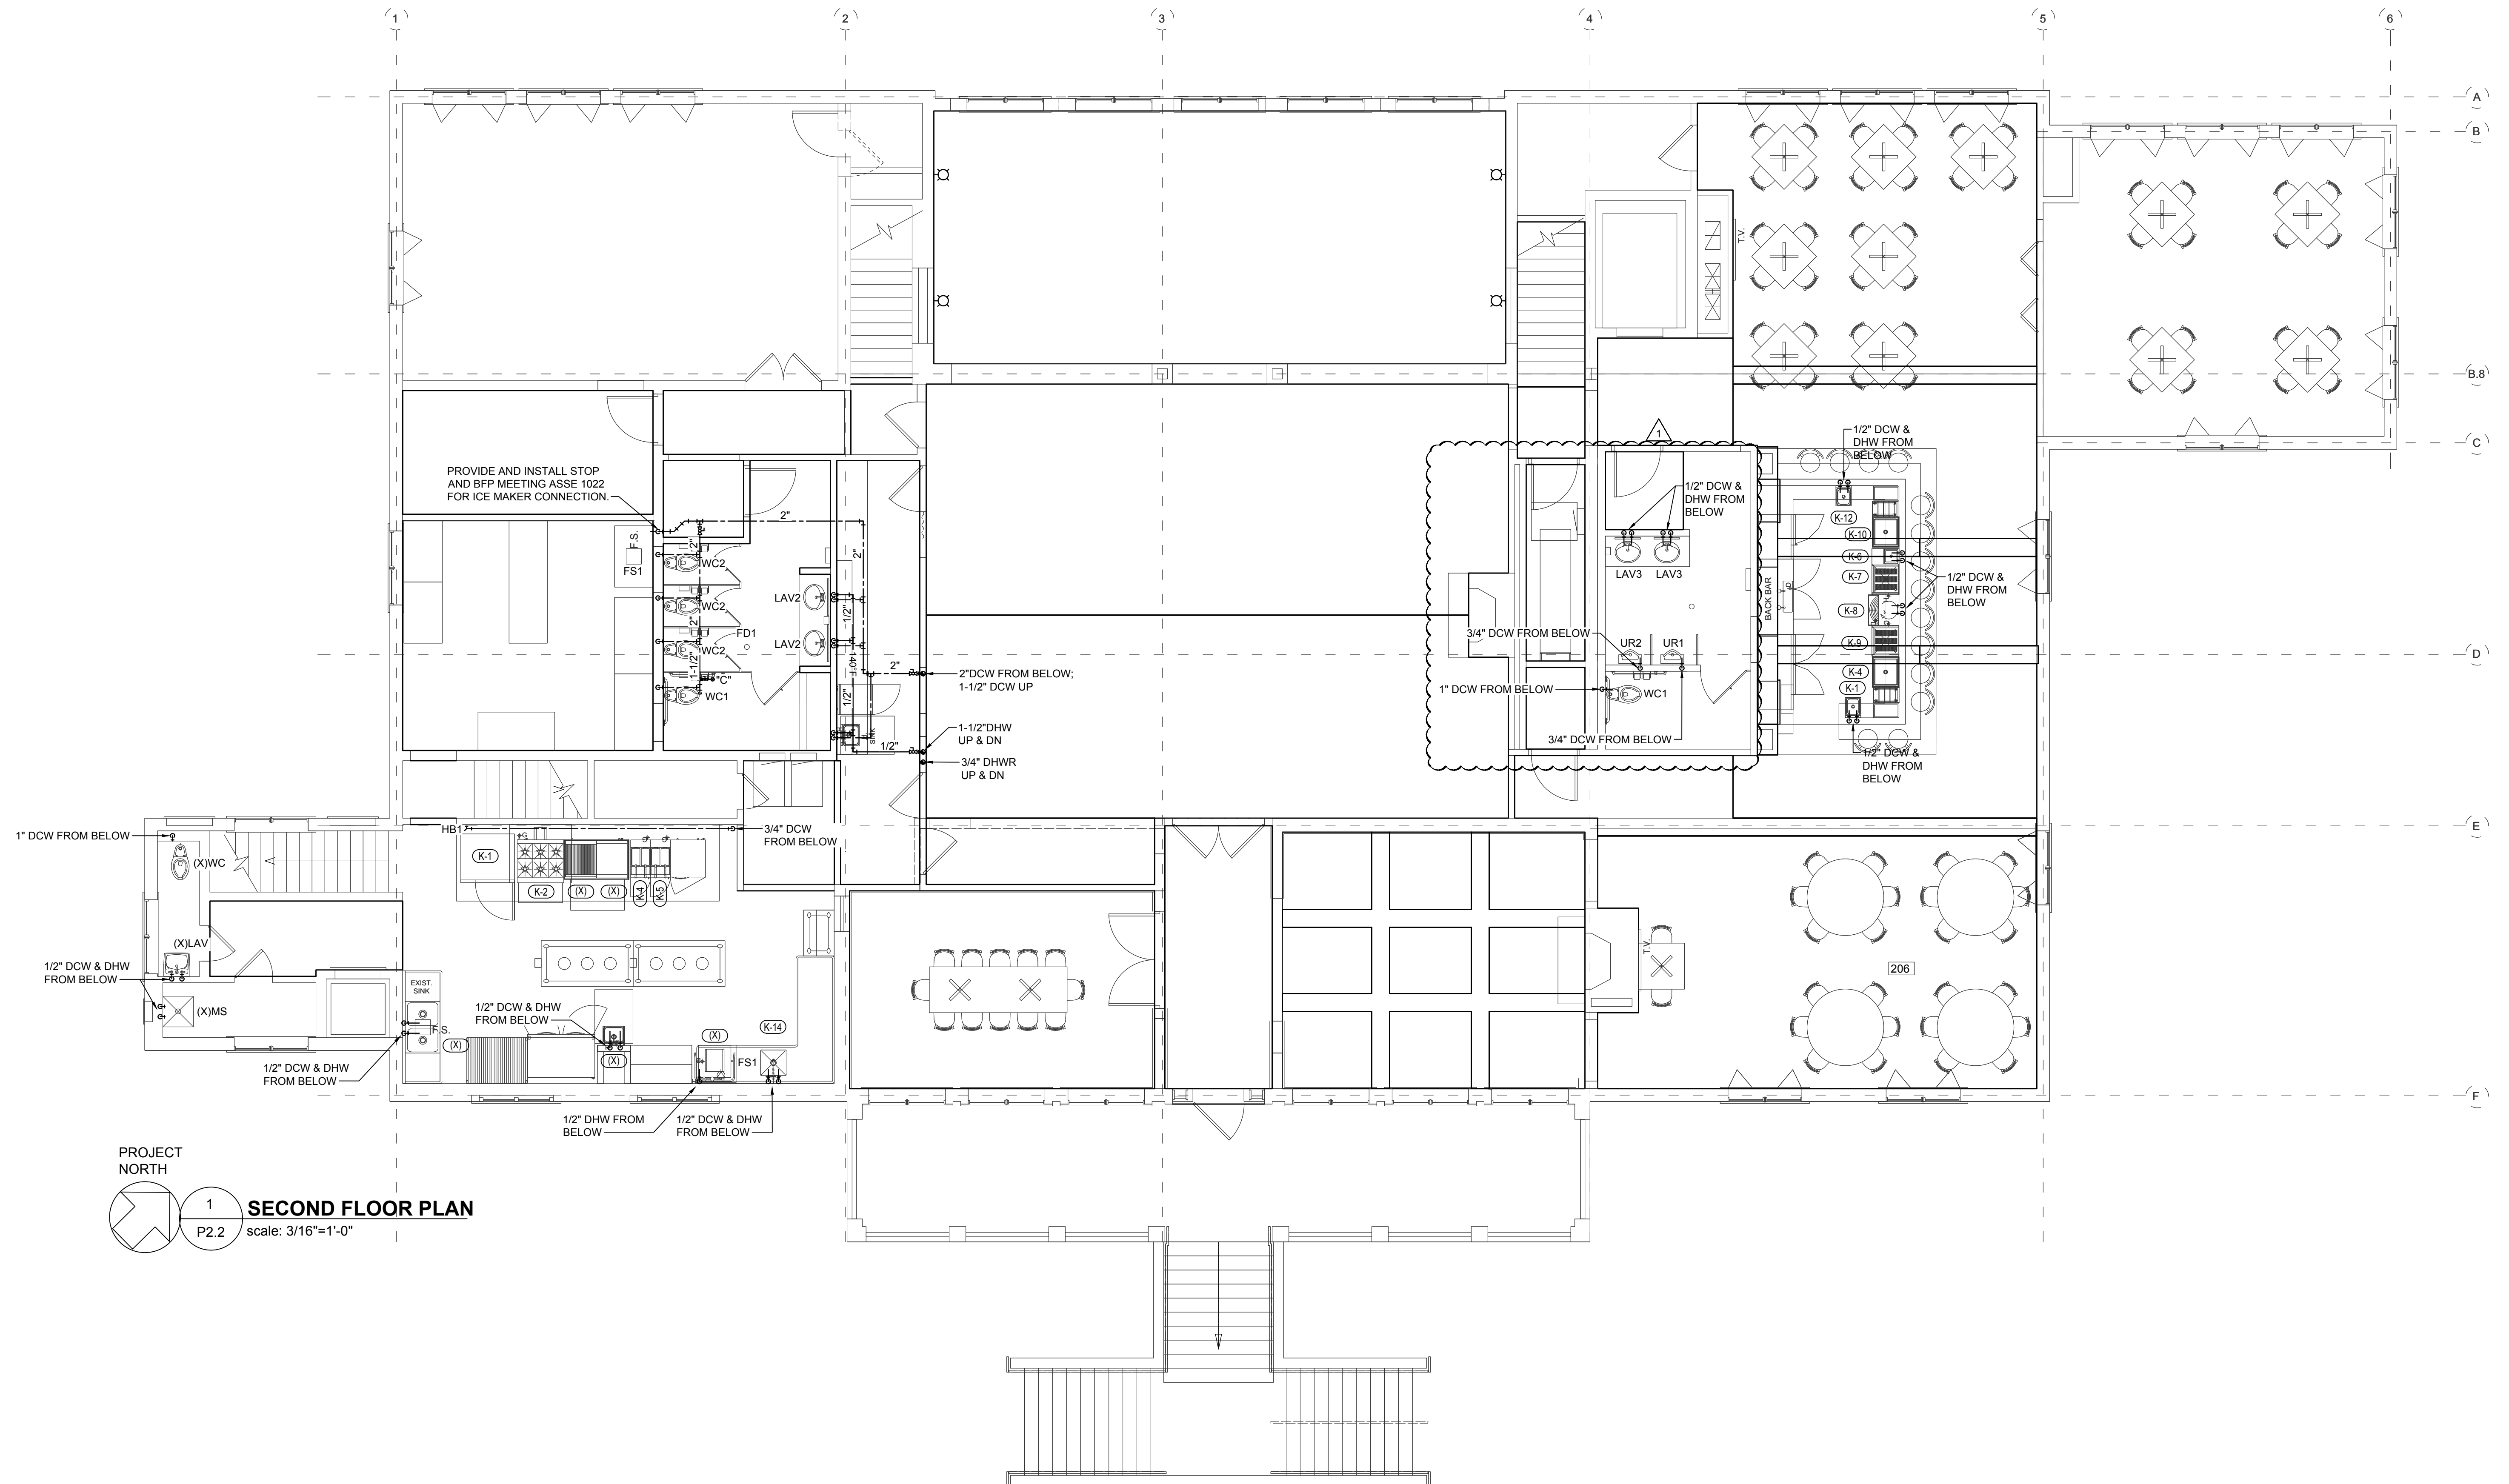 1
2
3
4
5
6
A
B
B.8
C
D
E
F
T.V.
1
1/2" DCW &
DHW FROM
BELOW
PROVIDE AND INSTALL STOP
AND BFP MEETING ASSE 1022
FOR ICE MAKER CONNECTION.
F.S.
FS1
2"
2"
2"
2"
1-1/2"
"C"
WC2
WC2
WC2
WC1
FD1
LAV2
LAV2
1/2"
140°F
1/2"
SINK
2"
1/2"
2"DCW FROM BELOW;
1-1/2" DCW UP
1-1/2"DHW
UP & DN
3/4" DHWR
UP & DN
1/2" DCW &
DHW FROM
BELOW
LAV3
LAV3
3/4" DCW FROM BELOW
UR2
UR1
1" DCW FROM BELOW
WC1
3/4" DCW FROM BELOW
BACK BAR
K-12
K-10
K-6
K-7
K-8
K-9
K-4
K-1
1/2" DCW &
DHW FROM
BELOW
1/2" DCW &
DHW FROM
BELOW
HB1
3/4" DCW
FROM BELOW
1" DCW FROM BELOW
(X)WC
K-1
G
K-2
(X)
(X)
K-4
K-5
(X)LAV
1/2" DCW & DHW
FROM BELOW
(X)MS
EXIST.
SINK
F.S.
(X)
1/2" DCW & DHW
FROM BELOW
(X)
(X)
K-14
FS1
1/2" DCW & DHW
FROM BELOW
1/2" DHW FROM
BELOW
1/2" DCW & DHW
FROM BELOW
T.V.
206
PROJECT
NORTH
1
P2.2
SECOND FLOOR PLAN
scale: 3/16"=1'-0"